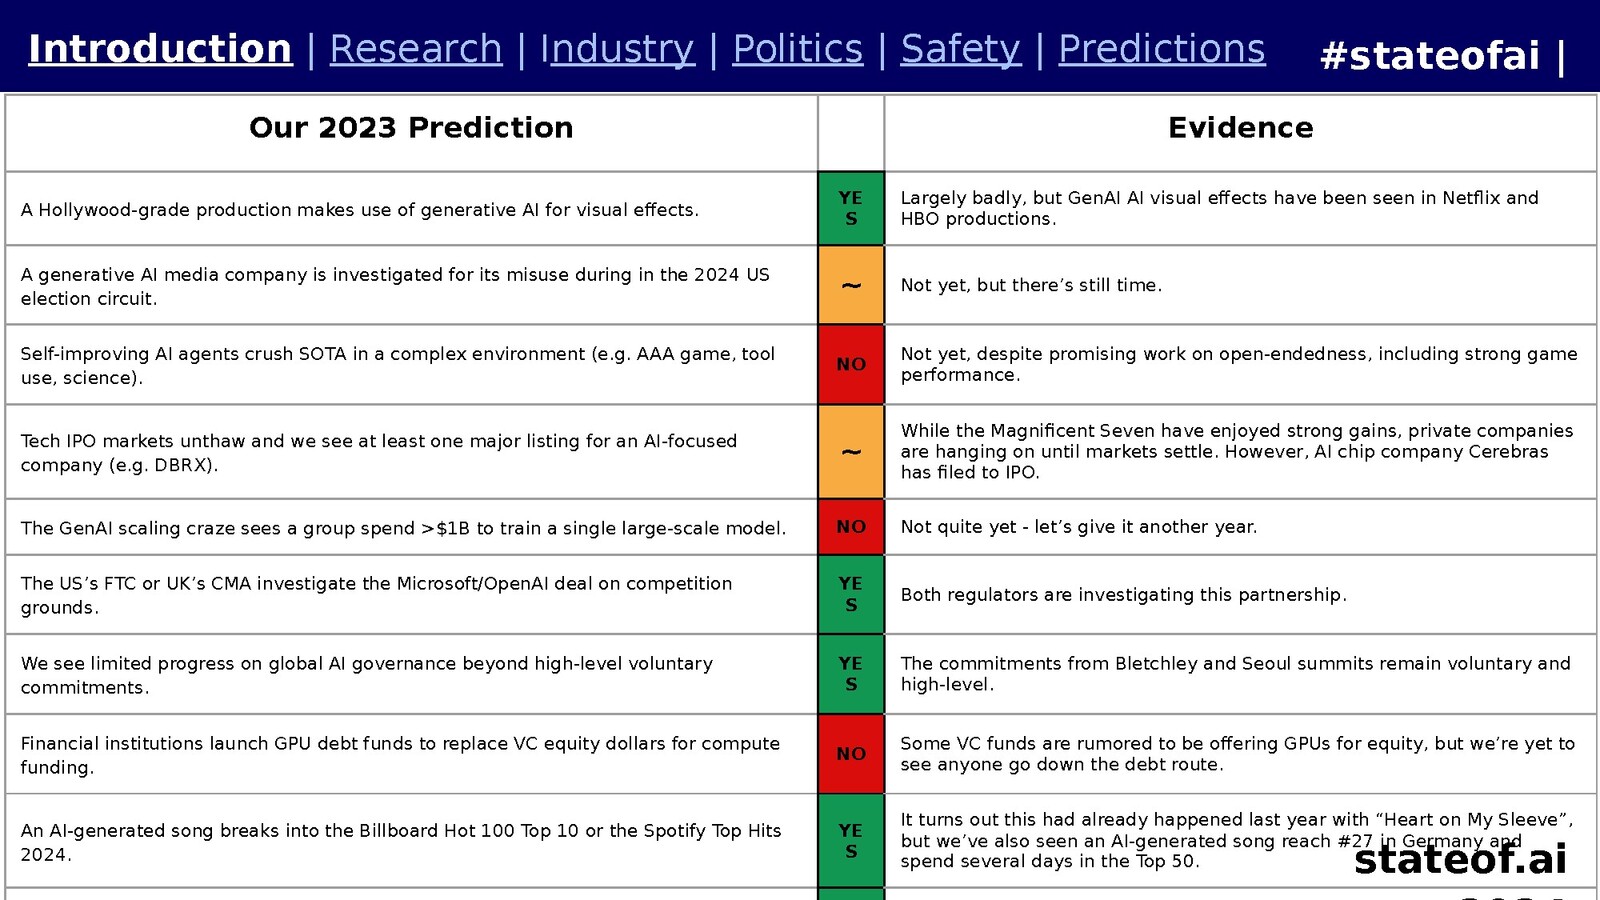 Introduction | Research | Industry | Politics | Safety | Predictions
#stateofai |
Our 2023 Prediction
Evidence
A Hollywood-grade production makes use of generative AI for visual effects.
YE
S
Largely badly, but GenAI AI visual effects have been seen in Netflix and
HBO productions.
A generative AI media company is investigated for its misuse during in the 2024 US
election circuit.
~
Not yet, but there’s still time.
Self-improving AI agents crush SOTA in a complex environment (e.g. AAA game, tool
use, science).
NO
Not yet, despite promising work on open-endedness, including strong game
performance.
Tech IPO markets unthaw and we see at least one major listing for an AI-focused
company (e.g. DBRX).
~
While the Magnificent Seven have enjoyed strong gains, private companies
are hanging on until markets settle. However, AI chip company Cerebras
has filed to IPO.
The GenAI scaling craze sees a group spend >$1B to train a single large-scale model.
NO
Not quite yet - let’s give it another year.
The US’s FTC or UK’s CMA investigate the Microsoft/OpenAI deal on competition
grounds.
YE
S
Both regulators are investigating this partnership.
We see limited progress on global AI governance beyond high-level voluntary
commitments.
YE
S
The commitments from Bletchley and Seoul summits remain voluntary and
high-level.
Financial institutions launch GPU debt funds to replace VC equity dollars for compute
funding.
NO
Some VC funds are rumored to be offering GPUs for equity, but we’re yet to
see anyone go down the debt route.
An AI-generated song breaks into the Billboard Hot 100 Top 10 or the Spotify Top Hits
2024.
YE
S
It turns out this had already happened last year with “Heart on My Sleeve”,
but we’ve also seen an AI-generated song reach #27 in Germany and
spend several days in the Top 50.
stateof.ai